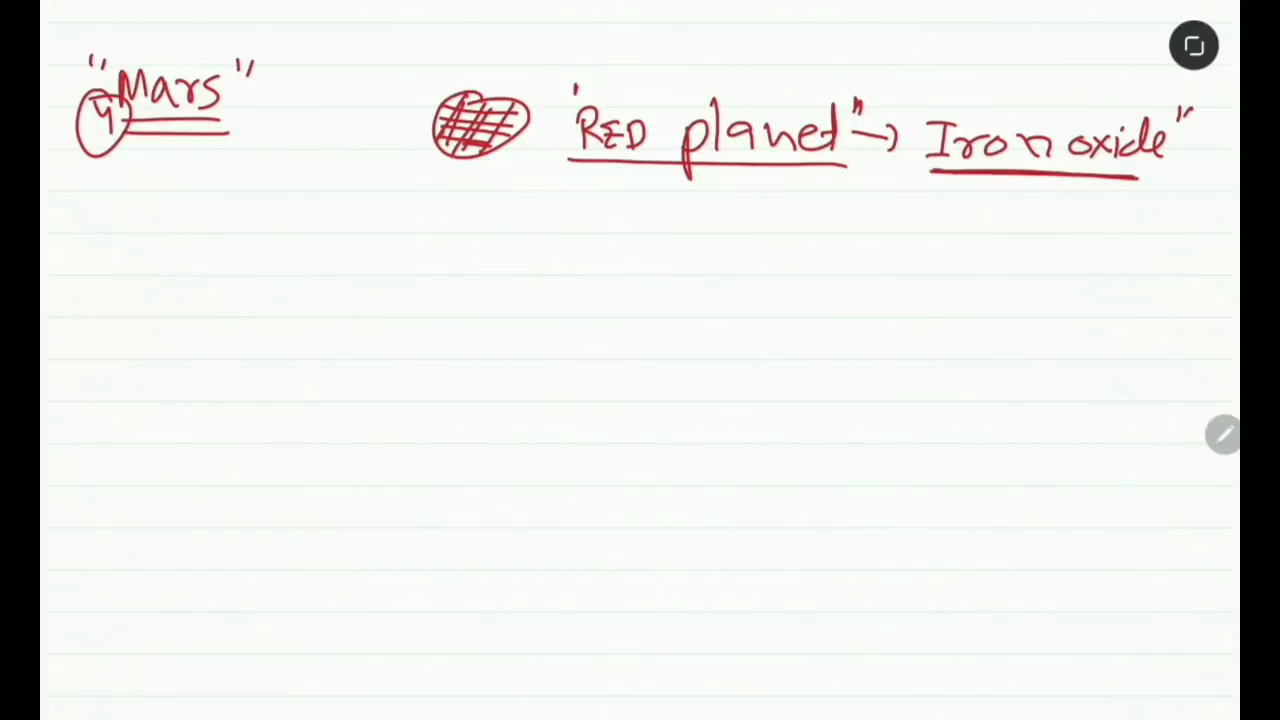 "Mars"
4
"RED planet" → Iron oxide"